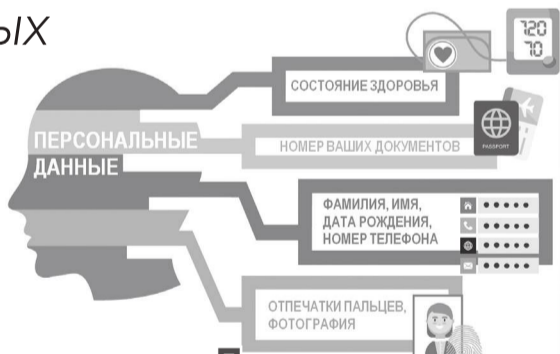 ЫХ
720
70
СОСТОЯНИЕ ЗДОРОВЬЯ
ПЕРСОНАЛЬНЫЕ
ДАННЫЕ
НОМЕР ВАШИХ ДОКУМЕНТОВ
PASSPORT
ФАМИЛИЯ, ИМЯ,
ДАТА РОЖДЕНИЯ,
НОМЕР ТЕЛЕФОНА
ОТПЕЧАТКИ ПАЛЬЦЕВ,
ФОТОГРАФИЯ